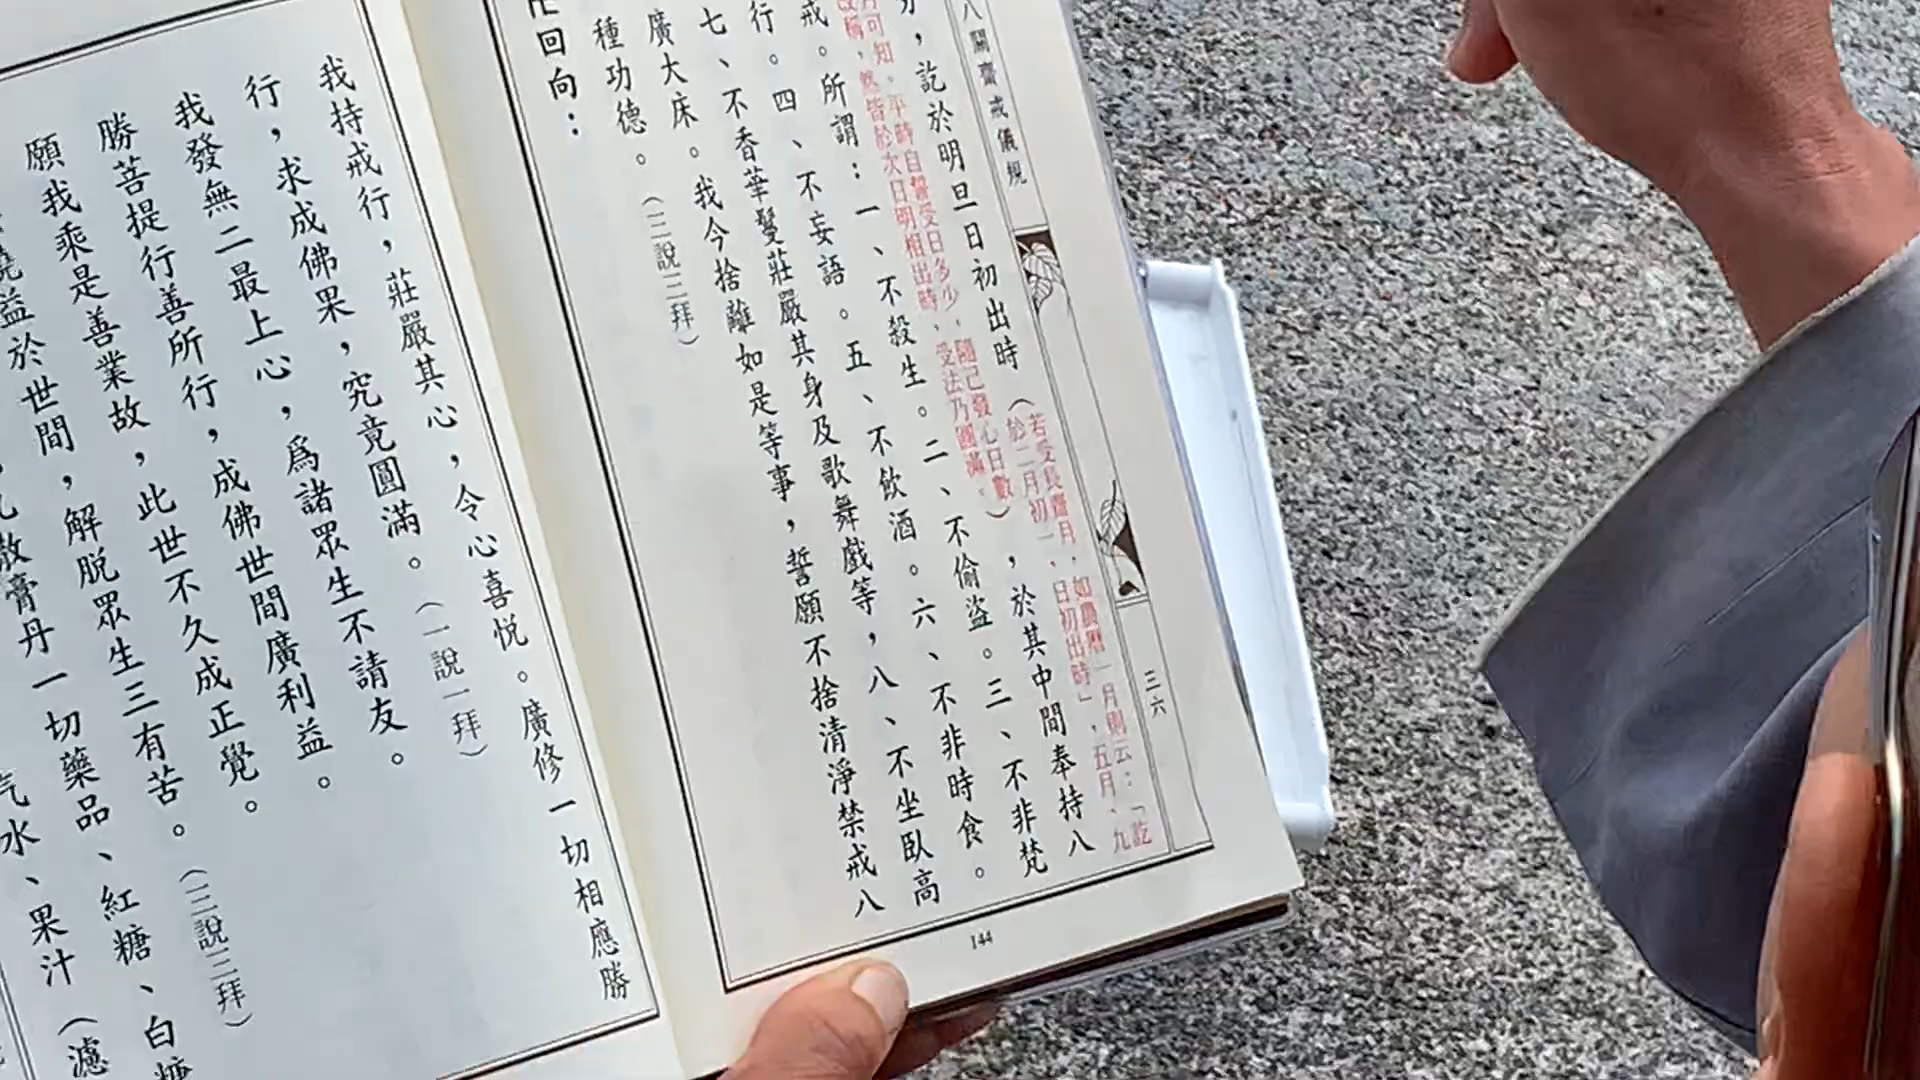 八關齋戒儀規
三六
若受長齋月，如農曆一月則云：「訖
於二月初一、日初出時」，五月、九
訖於明旦日初出時（
），於其中間奉持八
可知。平時自誓受日多少，隨己發心日數）
改稱，然皆於次日明相出時，受法乃圓滿。
戒。所謂：一、不殺生。二、不偷盜。三、不非梵
行。四、不妄語。五、不飲酒。六、不非時食。
七、不香華鬘莊嚴其身及歌舞戲等，八、不坐臥高
廣大床。我今捨離如是等事，誓願不捨清淨禁戒八
種功德。（三說三拜）
回向：
144
我持戒行，莊嚴其心，令心喜悅。廣修一切相應勝
行，求成佛果，究竟圓滿。（一說一拜）
我發無二最上心，為諸眾生不請友。
勝菩提行善所行，成佛世間廣利益。
願我乘是善業故，此世不久成正覺。
饒益於世間，解脫眾生三有苦。（三說三拜）
散膏丹一切藥品、紅糖、白糖
水、果汁（濾